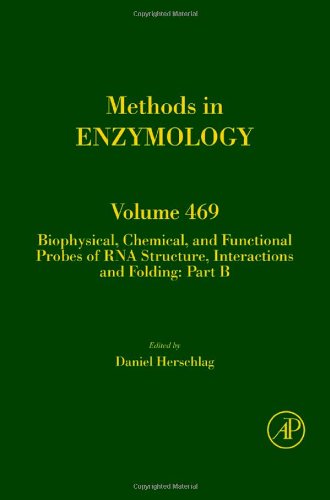 Methods in
ENZYMOLOGY
Volume 469
Biophysical, Chemical, and Functional
Probes of RNA Structure, Interactions
and Folding: Part B
Edited by
Daniel Herschlag
AP